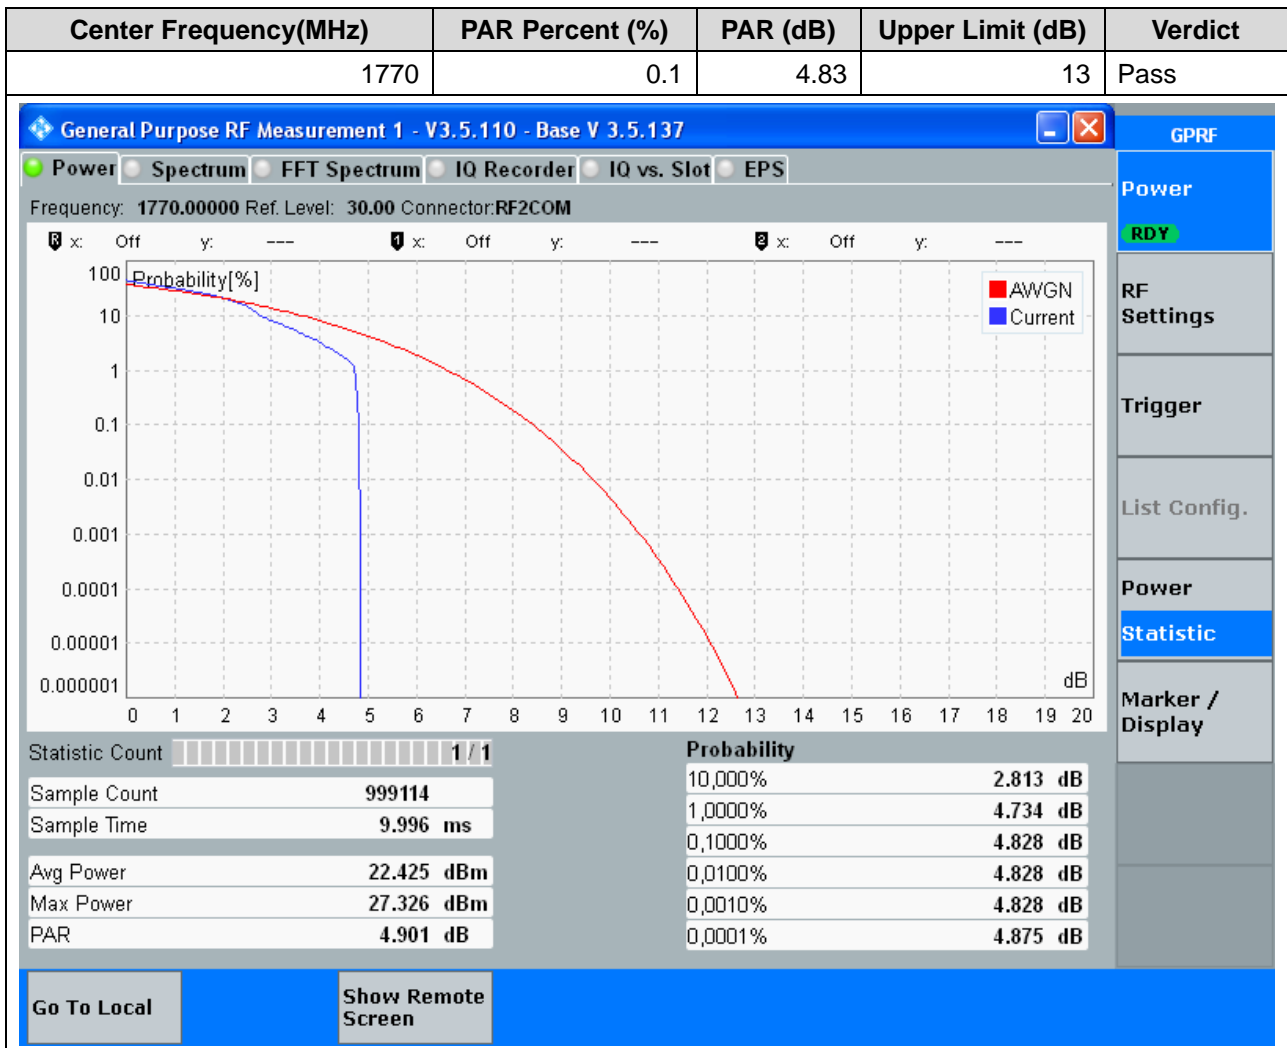 Center Frequency(MHz) PAR Percent (%) PAR (dB) Upper Limit (dB) Verdict
1770 0.1 4.83 13 Pass
General Purpose RF Measurement 1 - V3.5.110 - Base V 3.5.137
GPRF
Power Spectrum FFT Spectrum IQ Recorder IQ vs. Slot EPS
Power
RDY
Frequency: 1770.00000 Ref. Level: 30.00 Connector:RF2COM
R x: Off y: --- 1 x: Off y: --- 2 x: Off y: ---
Probability[%]
AWGN
Current
100
10
1
0.1
0.01
0.001
0.0001
0.00001
0.000001
dB
0 1 2 3 4 5 6 7 8 9 10 11 12 13 14 15 16 17 18 19 20
RF
Settings
Trigger
List Config.
Power
Statistic
Marker /
Display
Statistic Count 1 / 1
Sample Count 999114
Sample Time 9.996 ms
Avg Power 22.425 dBm
Max Power 27.326 dBm
PAR 4.901 dB
Probability
10,000% 2.813 dB
1,0000% 4.734 dB
0,1000% 4.828 dB
0,0100% 4.828 dB
0,0010% 4.828 dB
0,0001% 4.875 dB
Go To Local
Show Remote
Screen